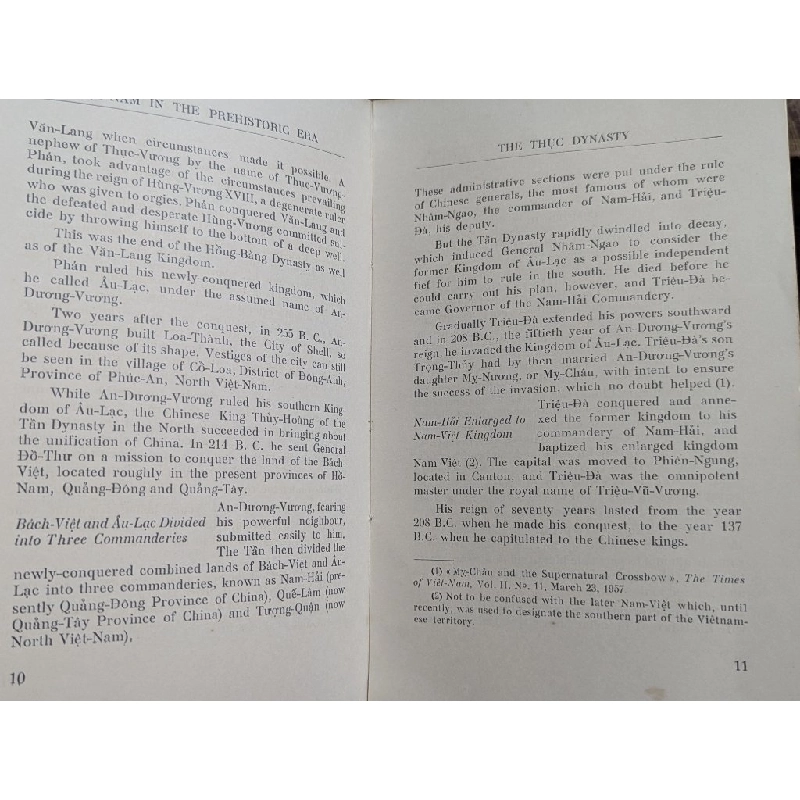 NAM IN THE PREHISTORIC ERA
Văn-Lang when circumstances made it possible. A
nephew of Thuc-Vương by the name of Thuc-Vương-
Phán, took advantage of the circumstances prevailing
during the reign of Hùng-Vương XVIII, a degenerate ruler
who was given to orgies. Phán conquered Văn-Lang and
the defeated and desperate Hùng-Vương committed sui-
cide by throwing himself to the bottom of a deep well.
This was the end of the Hồng-Bàng Dynasty as well
as of the Văn-Lang Kingdom.
Phán ruled his newly conquered kingdom, which
he called Âu-Lạc, under the assumed name of An-
Dương-Vương.
Two years after the conquest, in 255 B. C., An-
Dương-Vương built Loa-Thành, the City of Shell, so
called because of its shape. Vestiges of the city can still
be seen in the village of Cổ-Loa, District of Đông-Anh,
Province of Phúc-An, North Việt-Nam.
While An-Dương-Vương ruled his southern King
dom of Âu-Lạc, the Chinese King Thủy-Hoàng of the
Tần Dynasty in the North succeeded in bringing about
the unification of China. In 214 B. C. he sent General
Đồ-Thư on a mission to conquer the land of the Bách
Việt, located roughly in the present provinces of Hồ-
Nam, Quảng-Đông and Quảng-Tây.
An-Dương-Vương, fearing
Bách-Việt and Âu-Lạc Divided his powerful neighbour,
into Three Commanderies submitted easily to him,
The Tần then divided the
newly-conquered combined lands of Bách-Việt and Âu-
Lạc into three commanderies, known as Nam-Hải (pre-
sently Quảng-Đông Province of China), Quế-Lâm (now
Quảng-Tây Province of China) and Tượng-Quận (now
North Việt-Nam),
10
THE THỤC DYNASTY
These administrative sections were put under the rule
of Chinese generals, the most famous of whom were
Nhâm-Ngao, the commander of Nam-Hải, and Triệu-
Đà, his deputy.
But the Tần Dynasty rapidly dwindled into decay,
which induced General Nhâm-Ngao to consider the
former Kingdom of Âu-Lạc as a possible independent
fief for him to rule in the south. He died before he
could carry out his plan, however, and Triệu-Đà be-
came Governor of the Nam-Hải Commandery.
Gradually Triệu-Đà extended his powers southward
and in 208 B.C., the fiftieth year of An-Dương-Vương's
reign, he invaded the Kingdom of Âu-Lạc. Triệu-Đà's son
Trọng-Thủy had by then married An-Dương-Vương's
daughter My-Nương, or My-Châu, with intent to ensure
the success of the invasion, which no doubt helped (1).
Triệu-Đà conquered and anne-
Nam-Hải Enlarged to xed the former kingdom to his
Nam-Việt Kingdom commandery of Nam-Hải, and
baptized his enlarged kingdom
Nam Việt (2). The capital was moved to Phiên-Ngung,
located in Canton, and Triệu-Đà was the omnipotent
master under the royal name of Triệu-Vũ-Vương.
His reign of seventy years lasted from the year
208 B.C. when he made his conquest, to the year 137
B.C. when he capitulated to the Chinese kings.
(1) «My-Châu and the Supernatural Crossbow», The Times
of Việt-Nam, Vol. II, No. 11, March 23, 1957
(2) Not to be confused with the later Nam-Việt which, until
recently, was used to designate the southern part of the Vietnam-
ese territory.
11